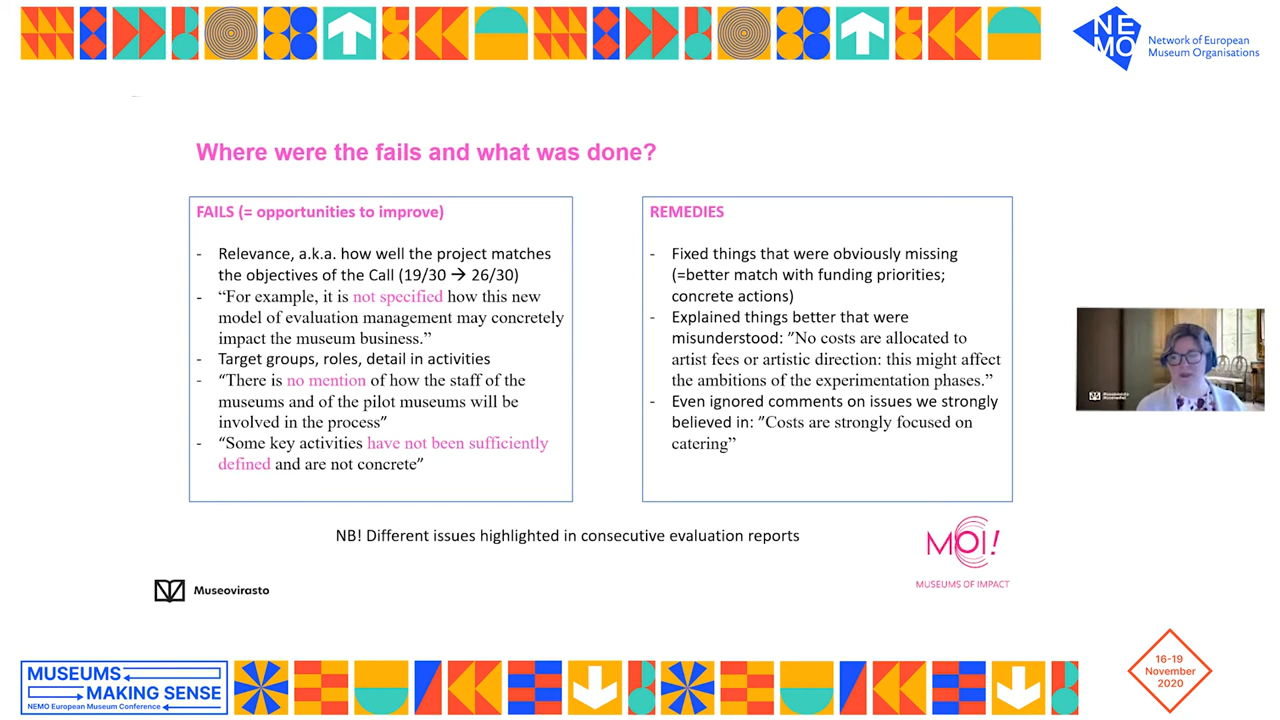 NE
MO
Network of European
Museum Organisations
Where were the fails and what was done?
FAILS (= opportunities to improve)
- Relevance, a.k.a. how well the project matches
the objectives of the Call (19/30 → 26/30)
- “For example, it is not specified how this new
model of evaluation management may concretely
impact the museum business.”
- Target groups, roles, detail in activities
- “There is no mention of how the staff of the
museums and of the pilot museums will be
involved in the process”
- “Some key activities have not been sufficiently
defined and are not concrete”
REMEDIES
- Fixed things that were obviously missing
(=better match with funding priorities;
concrete actions)
- Explained things better that were
misunderstood: ”No costs are allocated to
artist fees or artistic direction: this might affect
the ambitions of the experimentation phases.”
- Even ignored comments on issues we strongly
believed in: ”Costs are strongly focused on
catering”
NB! Different issues highlighted in consecutive evaluation reports
MOI!
MUSEUMS OF IMPACT
Museovirasto
MUSEUMS
MAKING SENSE
NEMO European Museum Conference
16-19
November
2020